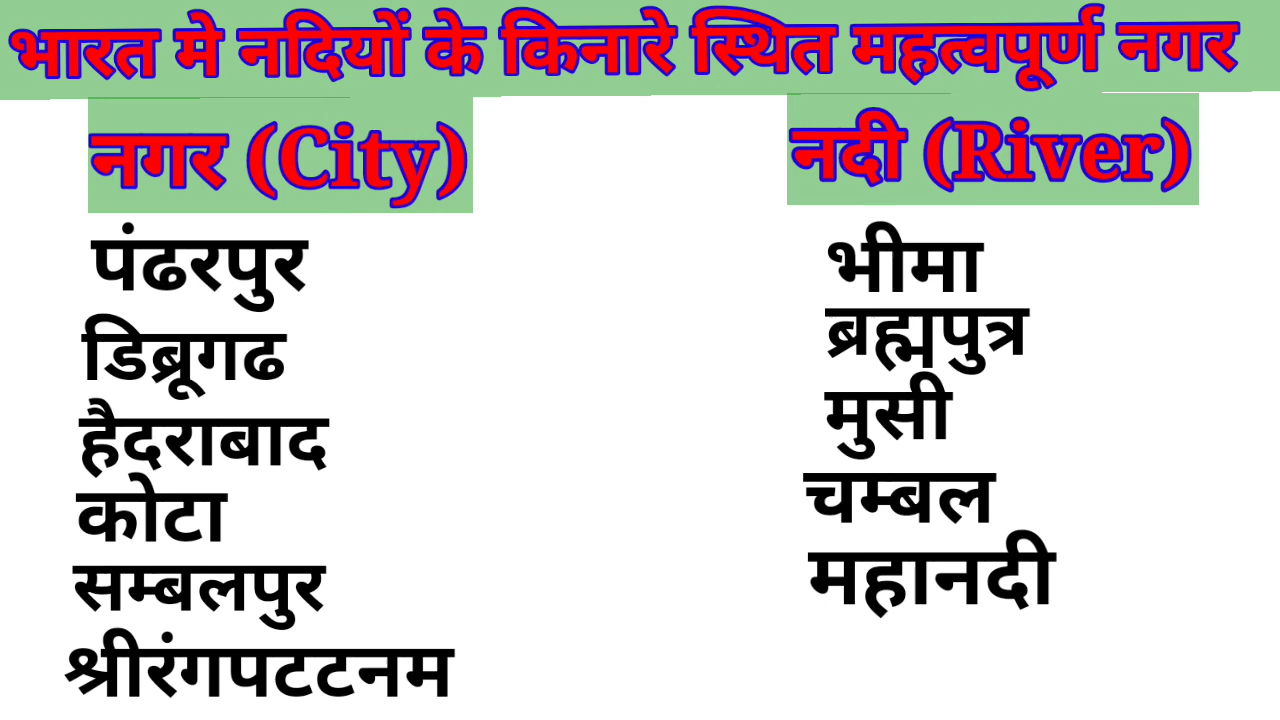 भारत मे नदियों के किनारे स्थित महत्वपूर्ण नगर
नगर (City) नदी (River)
पंढरपुर भीमा
डिब्रूगढ ब्रह्मपुत्र
हैदराबाद मुसी
कोटा चम्बल
सम्बलपुर महानदी
श्रीरंगपटटनम